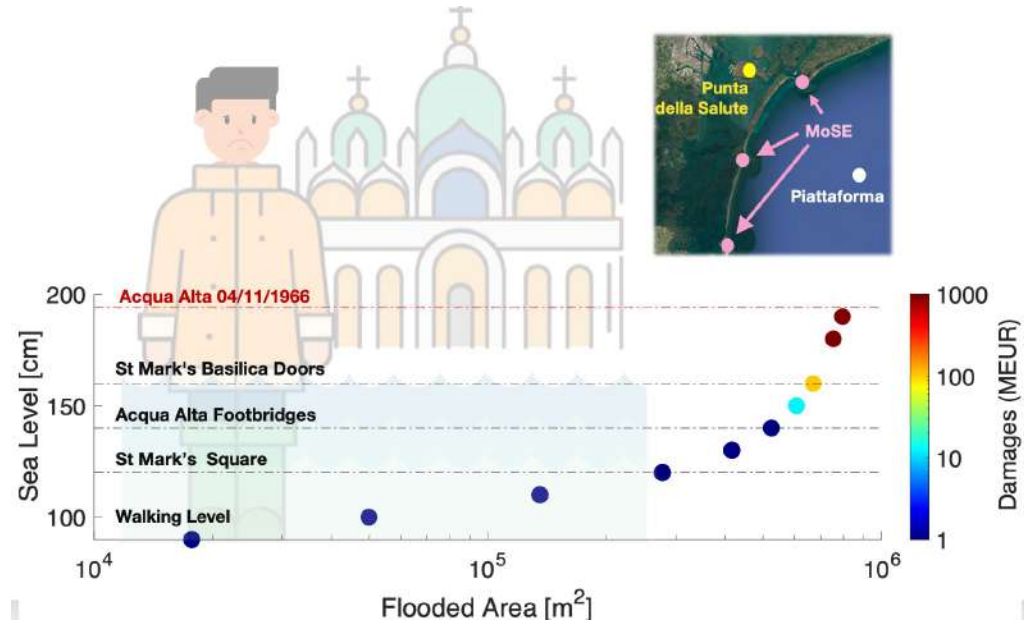 Punta
della Salute
MoSE
Piattaforma
200
150
100
Sea Level [cm]
Acqua Alta 04/11/1966
St Mark's Basilica Doors
Acqua Alta Footbridges
St Mark's Square
Walking Level
10^4
10^5
10^6
Flooded Area [m^2]
1000
100
10
1
Damages (MEUR)